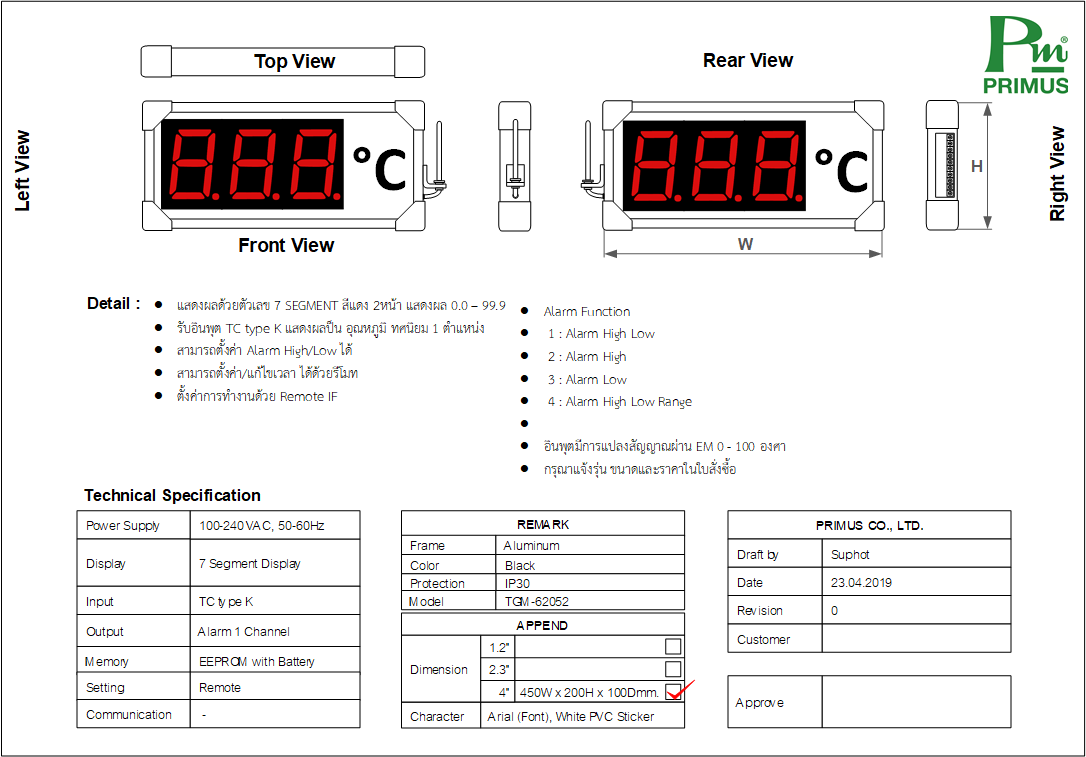 Top View
Rear View
Pm®
PRIMUS
Left View
8.8.8. °C
8.8.8. °C
H
Right View
Front View
W
Detail :
● แสดงผลด้วยตัวเลข 7 SEGMENT สีแดง 2หน้า แสดงผล 0.0 – 99.9
● รับอินพุต TC type K แสดงผลป็น อุณหภูมิ ทศนิยม 1 ตำแหน่ง
● สามารถตั้งค่า Alarm High/Low ได้
● สามารถตั้งค่า/แก้ไขเวลา ได้ด้วยรีโมท
● ตั้งค่าการทำงานด้วย Remote IF
● Alarm Function
● 1 : Alarm High Low
● 2 : Alarm High
● 3 : Alarm Low
● 4 : Alarm High Low Range
●
● อินพุตมีการแปลงสัญญาณผ่าน EM 0 - 100 องศา
● กรุณาแจ้งรุ่น ขนาดและราคาในใบสั่งซื้อ
Technical Specification
Power Supply 100-240 VAC, 50-60Hz
Display 7 Segment Display
Input TC type K
Output Alarm 1 Channel
Memory EEPROM with Battery
Setting Remote
Communication -
REMARK
Frame Aluminum
Color Black
Protection IP30
Model TGM-62052
APPEND
Dimension
1.2"
2.3"
4" 450W x 200H x 100Dmm.
Character Arial (Font), White PVC Sticker
PRIMUS CO., LTD.
Draft by Suphot
Date 23.04.2019
Revision 0
Customer
Approve